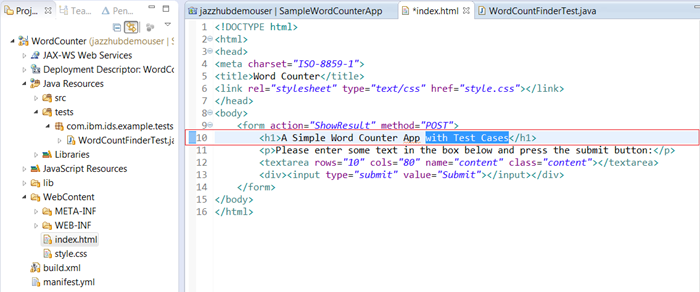 Proj... Tea... Pen...
WordCounter (jazzhubdemouser | S
JAX-WS Web Services
Deployment Descriptor: WordCo
Java Resources
src
tests
com.ibm.ids.example.tests
WordCountFinderTest.ja
Libraries
JavaScript Resources
lib
WebContent
META-INF
WEB-INF
index.html
style.css
build.xml
manifest.yml
jazzhubdemouser | SampleWordCounterApp *index.html WordCountFinderTest.java
1 <!DOCTYPE html>
2 <html>
3 <head>
4 <meta charset="ISO-8859-1">
5 <title>Word Counter</title>
6 <link rel="stylesheet" type="text/css" href="style.css"></link>
7 </head>
8 <body>
9 <form action="ShowResult" method="POST">
10 <h1>A Simple Word Counter App with Test Cases</h1>
11 <p>Please enter some text in the box below and press the submit button:</p>
12 <textarea rows="10" cols="80" name="content" class="content"></textarea>
13 <div><input type="submit" value="Submit"></input></div>
14 </form>
15 </body>
16 </html>